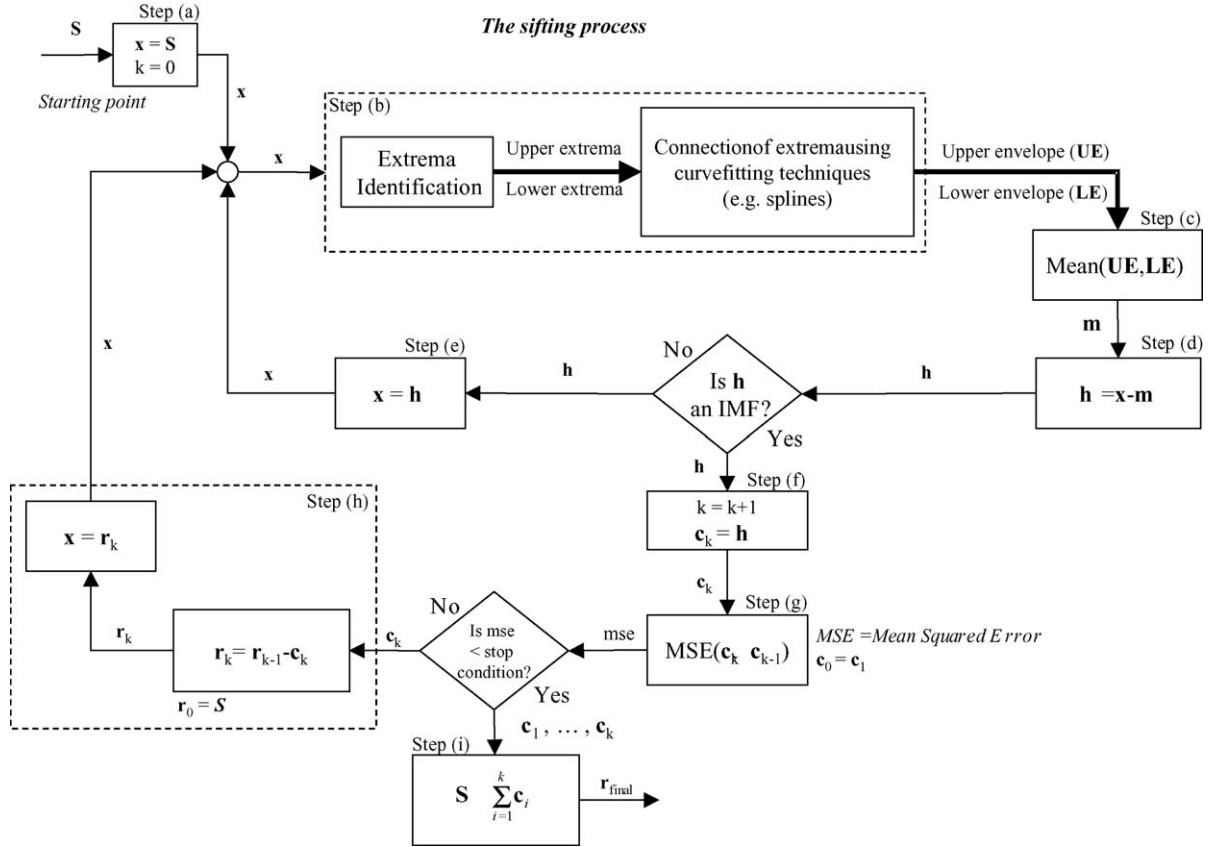 The sifting process
Step (a)
S
x = S
k = 0
Starting point
x
x
Step (b)
Extrema
Identification
Upper extrema
Lower extrema
Connectionof extremausing
curvefitting techniques
(e.g. splines)
Upper envelope (UE)
Lower envelope (LE)
Step (c)
Mean(UE,LE)
m
Step (d)
h =x-m
h
No
Is h
an IMF?
Yes
h
Step (e)
x = h
x
x
h
Step (f)
k = k+1
c_k = h
c_k
Step (g)
MSE(c_k c_{k-1})
MSE =Mean Squared Error
c_0 = c_1
mse
No
Is mse
< stop
condition?
Yes
c_k
Step (h)
x = r_k
r_k
r_k= r_{k-1}-c_k
r_0 = S
c_1 , … , c_k
Step (i)
S \sum_{i=1}^{k} c_i
r_final